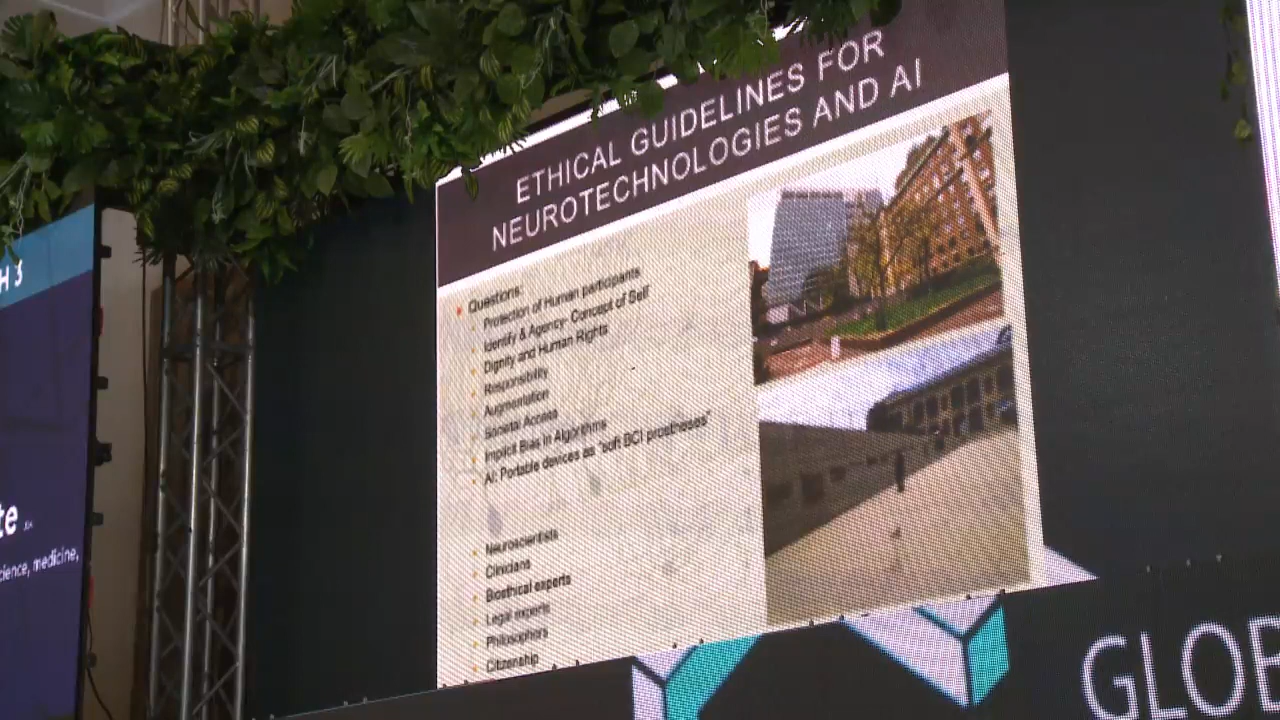 ETHICAL GUIDELINES FOR
NEUROTECHNOLOGIES AND AI
Questions:
Protection of Human participants
Identify & Agency- Concept of Self
Dignity and Human Rights
Responsibility
Augmentation
Societal Access
Implicit Bias in Algorithms
AI: Portable devices as "soft BCI prostheses"
Neuroscientists
Clinicians
Bioethical experts
Legal experts
Philosophers
Citizenship
H 3
te
cience, medicine,
GLOB